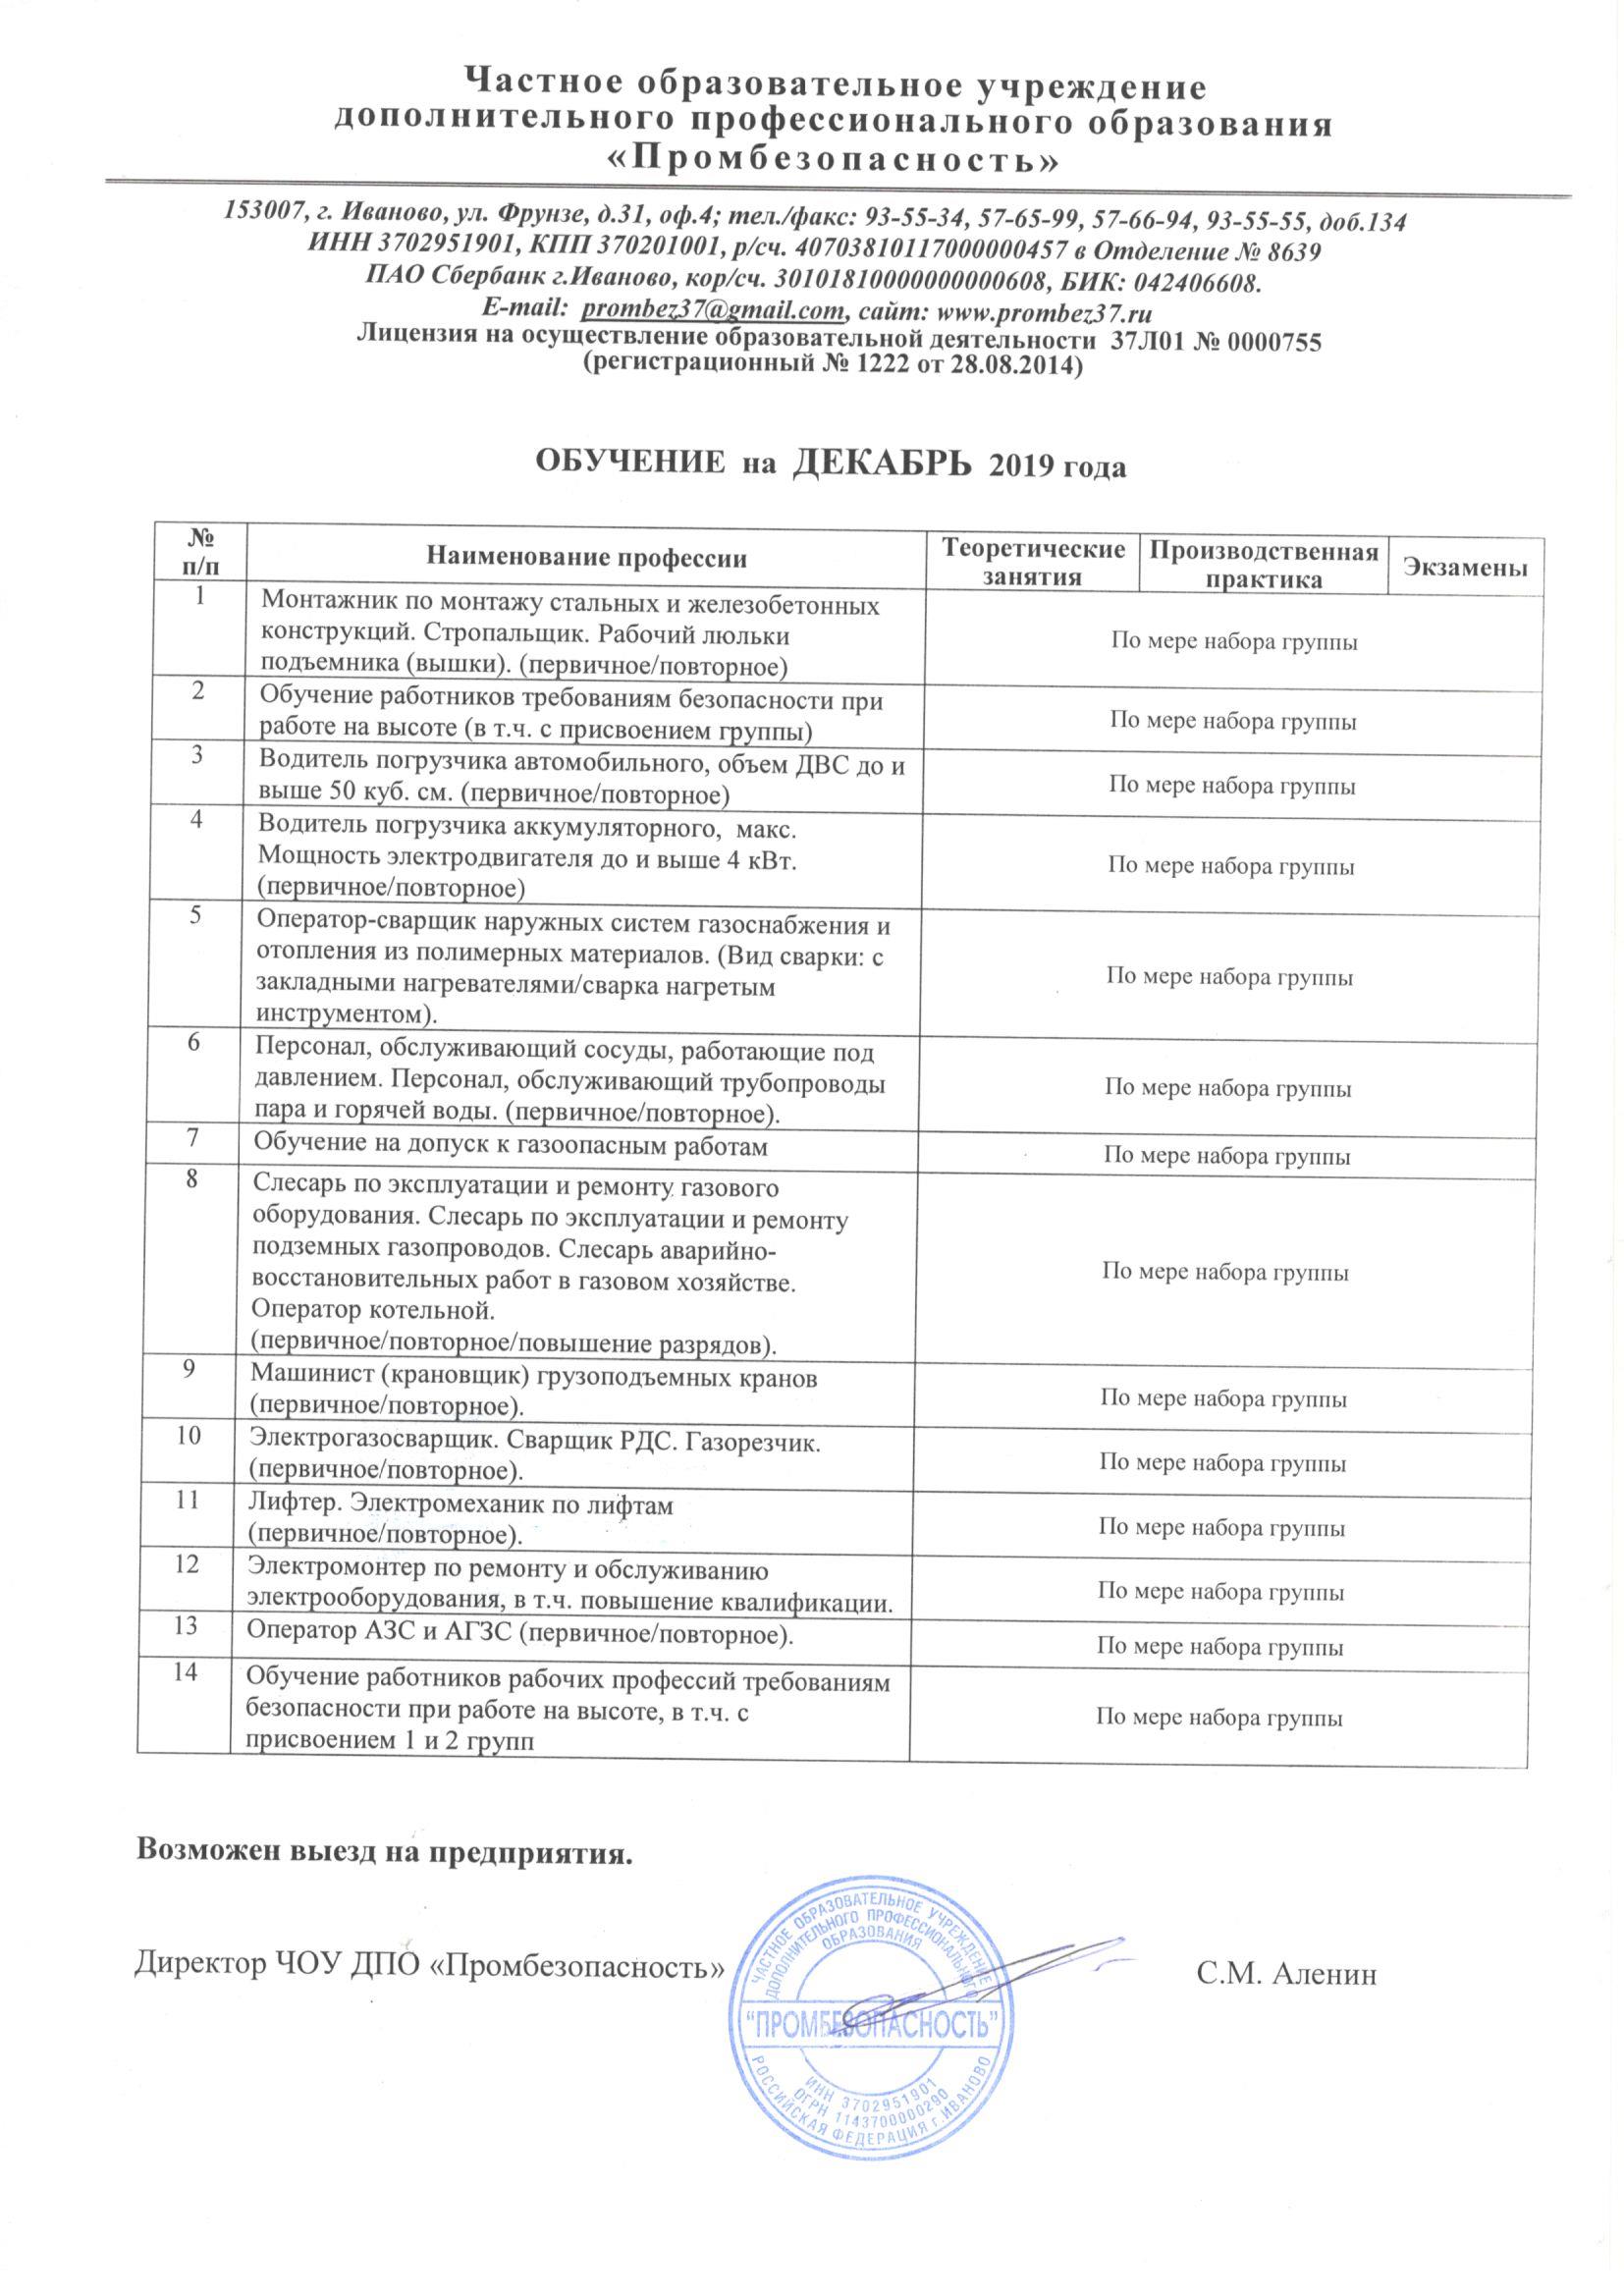 Частное образовательное учреждение
дополнительного профессионального образования
«Промбезопасность»
153007, г. Иваново, ул. Фрунзе, д.31, оф.4; тел./факс: 93-55-34, 57-65-99, 57-66-94, 93-55-55, доб.134
ИНН 3702951901, КПП 370201001, р/сч. 40703810117000000457 в Отделение № 8639
ПАО Сбербанк г.Иваново, кор/сч. 30101810000000000608, БИК: 042406608.
E-mail: prombez37@gmail.com, сайт: www.prombez37.ru
Лицензия на осуществление образовательной деятельности 37Л01 № 0000755
(регистрационный № 1222 от 28.08.2014)
ОБУЧЕНИЕ на ДЕКАБРЬ 2019 года
№
п/п
Наименование профессии
Теоретические
занятия
Производственная
практика
Экзамены
1
Монтажник по монтажу стальных и железобетонных
конструкций. Стропальщик. Рабочий люльки
подъемника (вышки). (первичное/повторное)
По мере набора группы
2
Обучение работников требованиям безопасности при
работе на высоте (в т.ч. с присвоением группы)
По мере набора группы
3
Водитель погрузчика автомобильного, объем ДВС до и
выше 50 куб. см. (первичное/повторное)
По мере набора группы
4
Водитель погрузчика аккумуляторного, макс.
Мощность электродвигателя до и выше 4 кВт.
(первичное/повторное)
По мере набора группы
5
Оператор-сварщик наружных систем газоснабжения и
отопления из полимерных материалов. (Вид сварки: с
закладными нагревателями/сварка нагретым
инструментом).
По мере набора группы
6
Персонал, обслуживающий сосуды, работающие под
давлением. Персонал, обслуживающий трубопроводы
пара и горячей воды. (первичное/повторное).
По мере набора группы
7
Обучение на допуск к газоопасным работам
По мере набора группы
8
Слесарь по эксплуатации и ремонту газового
оборудования. Слесарь по эксплуатации и ремонту
подземных газопроводов. Слесарь аварийно-
восстановительных работ в газовом хозяйстве.
Оператор котельной.
(первичное/повторное/повышение разрядов).
По мере набора группы
9
Машинист (крановщик) грузоподъемных кранов
(первичное/повторное).
По мере набора группы
10
Электрогазосварщик. Сварщик РДС. Газорезчик.
(первичное/повторное).
По мере набора группы
11
Лифтер. Электромеханик по лифтам
(первичное/повторное).
По мере набора группы
12
Электромонтер по ремонту и обслуживанию
электрооборудования, в т.ч. повышение квалификации.
По мере набора группы
13
Оператор АЗС и АГЗС (первичное/повторное).
По мере набора группы
14
Обучение работников рабочих профессий требованиям
безопасности при работе на высоте, в т.ч. с
присвоением 1 и 2 групп
По мере набора группы
Возможен выезд на предприятия.
Директор ЧОУ ДПО «Промбезопасность»
С.М. Аленин
ЧАСТНОЕ ОБРАЗОВАТЕЛЬНОЕ УЧРЕЖДЕНИЕ
ДОПОЛНИТЕЛЬНОГО ПРОФЕССИОНАЛЬНОГО
ОБРАЗОВАНИЯ
"ПРОМБЕЗОПАСНОСТЬ"
ИНН 3702951901
ОГРН 1143700000290
РОССИЙСКАЯ ФЕДЕРАЦИЯ г.ИВАНОВО